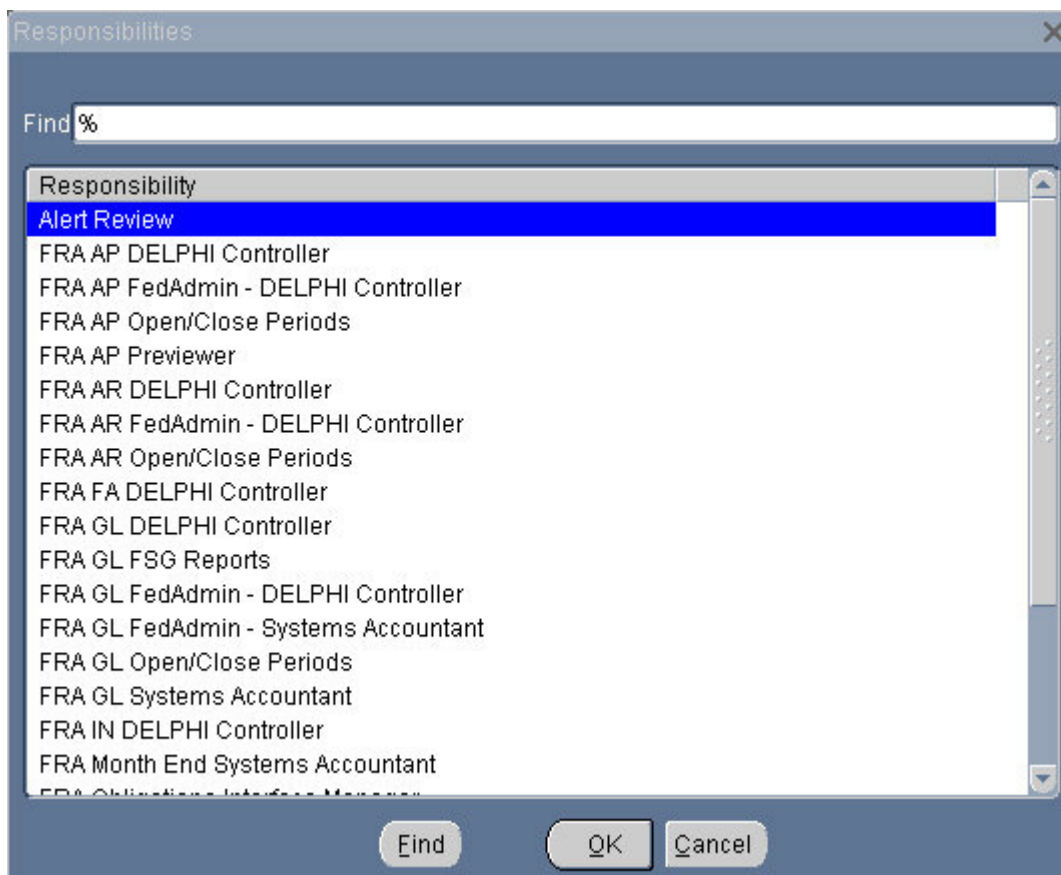 Responsibilities
Find %
Responsibility
Alert Review
FRA AP DELPHI Controller
FRA AP FedAdmin - DELPHI Controller
FRA AP Open/Close Periods
FRA AP Previewer
FRA AR DELPHI Controller
FRA AR FedAdmin - DELPHI Controller
FRA AR Open/Close Periods
FRA FA DELPHI Controller
FRA GL DELPHI Controller
FRA GL FSG Reports
FRA GL FedAdmin - DELPHI Controller
FRA GL FedAdmin - Systems Accountant
FRA GL Open/Close Periods
FRA GL Systems Accountant
FRA IN DELPHI Controller
FRA Month End Systems Accountant
FRA Obligations Interface Manager
Find OK Cancel